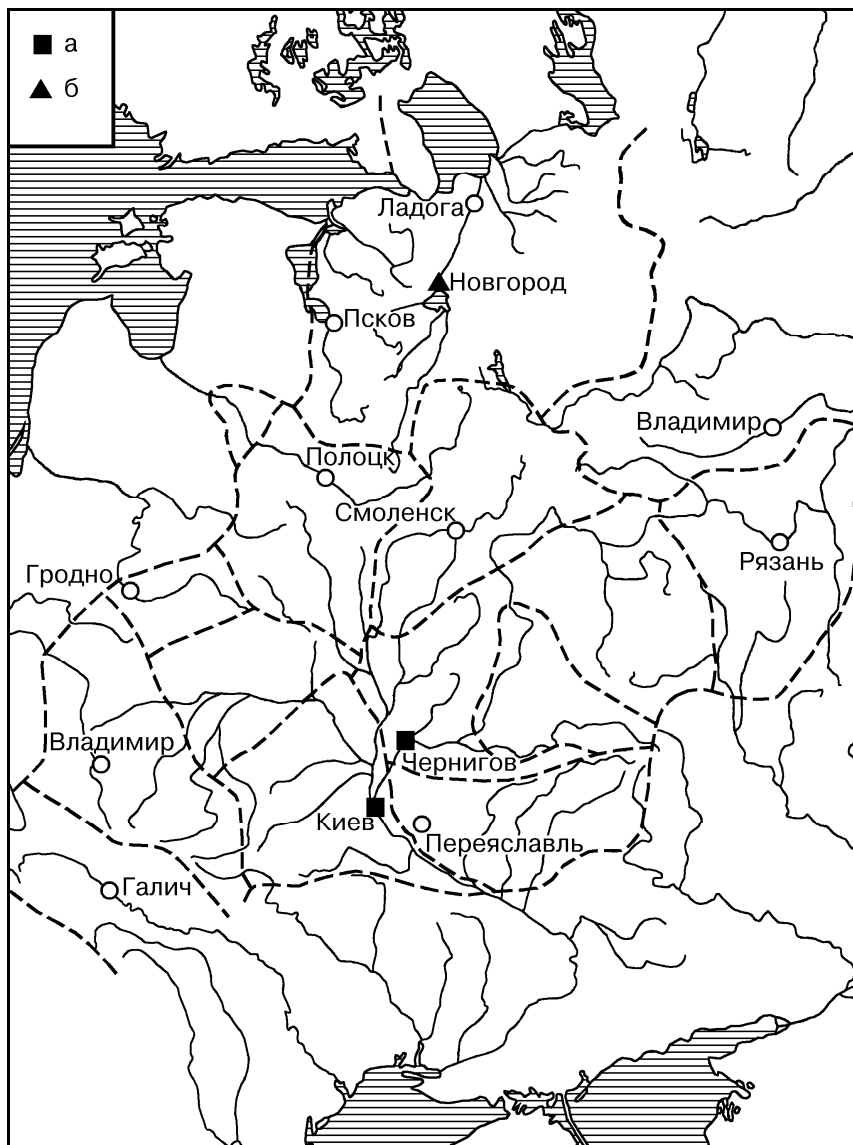 а
б
Ладога
Новгород
Псков
Владимир
Полоцк
Смоленск
Рязань
Гродно
Владимир
Чернигов
Киев
Переяславль
Галич